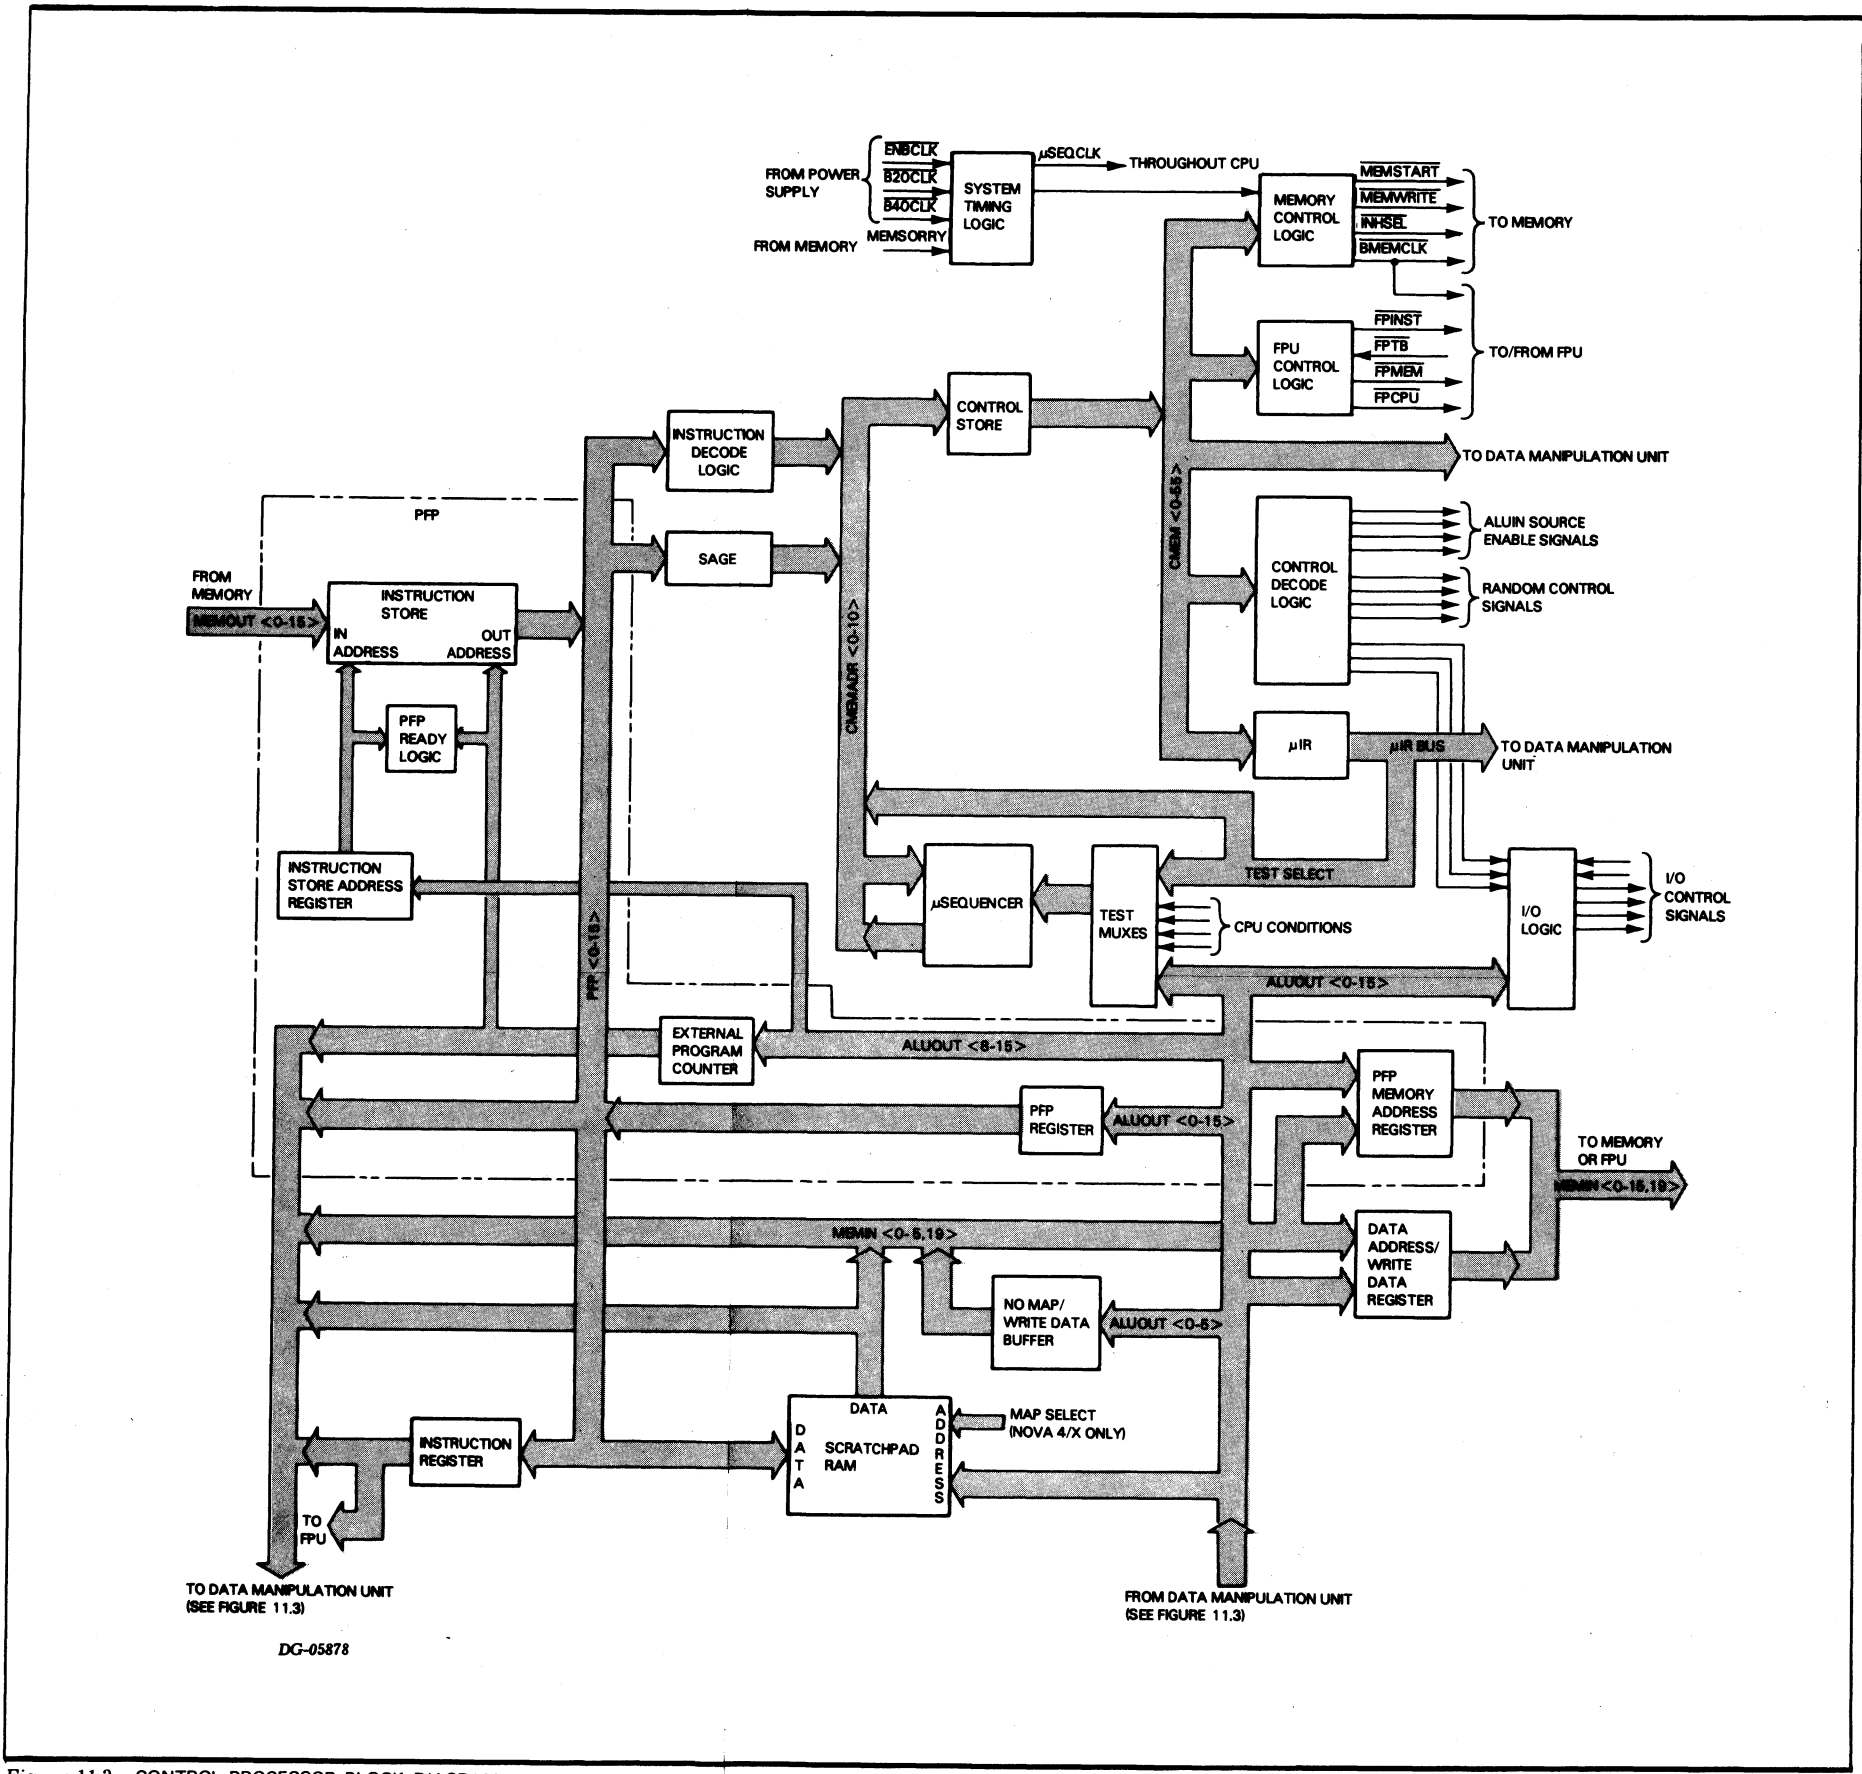 ENBCLK
μSEQCLK
THROUGHOUT CPU
FROM POWER
SUPPLY
B20CLK
B40CLK
SYSTEM
TIMING
LOGIC
FROM MEMORY
MEMSORRY
MEMORY
CONTROL
LOGIC
MEMSTART
MEMWRITE
INHSEL
BMEMCLK
TO MEMORY
FPU
CONTROL
LOGIC
FPINST
FPTB
FPMEM
FPCPU
TO/FROM FPU
CONTROL
STORE
INSTRUCTION
DECODE
LOGIC
TO DATA MANIPULATION UNIT
CMEM <0-55>
PFP
SAGE
CONTROL
DECODE
LOGIC
ALUIN SOURCE
ENABLE SIGNALS
RANDOM CONTROL
SIGNALS
FROM
MEMORY
MEMOUT <0-15>
INSTRUCTION
STORE
IN
ADDRESS
OUT
ADDRESS
CMEMADR <0-10>
PFP
READY
LOGIC
μIR
μIR BUS
TO DATA MANIPULATION
UNIT
INSTRUCTION
STORE ADDRESS
REGISTER
PFP <0-15>
μSEQUENCER
TEST
MUXES
TEST SELECT
CPU CONDITIONS
I/O
LOGIC
I/O
CONTROL
SIGNALS
ALUOUT <0-15>
EXTERNAL
PROGRAM
COUNTER
ALUOUT <8-15>
PFP
REGISTER
ALUOUT <0-15>
PFP
MEMORY
ADDRESS
REGISTER
TO MEMORY
OR FPU
MEMIN <0-15,19>
MEMIN <0-5,19>
DATA
ADDRESS/
WRITE
DATA
REGISTER
NO MAP/
WRITE DATA
BUFFER
ALUOUT <0-5>
DATA
DATA
SCRATCHPAD
RAM
ADDRESS
MAP SELECT
(NOVA 4/X ONLY)
INSTRUCTION
REGISTER
TO
FPU
TO DATA MANIPULATION UNIT
(SEE FIGURE 11.3)
FROM DATA MANIPULATION UNIT
(SEE FIGURE 11.3)
DG-05878